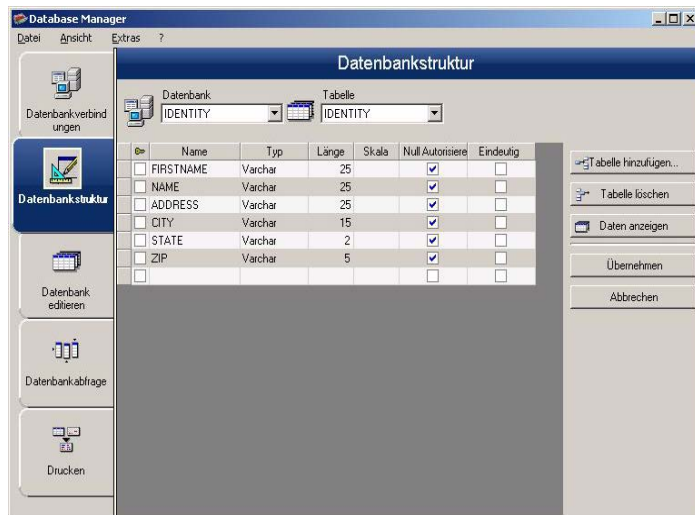 Database Manager
Datei Ansicht Extras ?
Datenbankverbind
ungen
Datenbankstruktur
Datenbank
editieren
Datenbankabfrage
Drucken
Datenbankstruktur
Datenbank Tabelle
IDENTITY IDENTITY
Name Typ Länge Skala Null Autorisiere Eindeutig
FIRSTNAME Varchar 25
NAME Varchar 25
ADDRESS Varchar 25
CITY Varchar 15
STATE Varchar 2
ZIP Varchar 5
Tabelle hinzufügen...
Tabelle löschen
Daten anzeigen
Übernehmen
Abbrechen